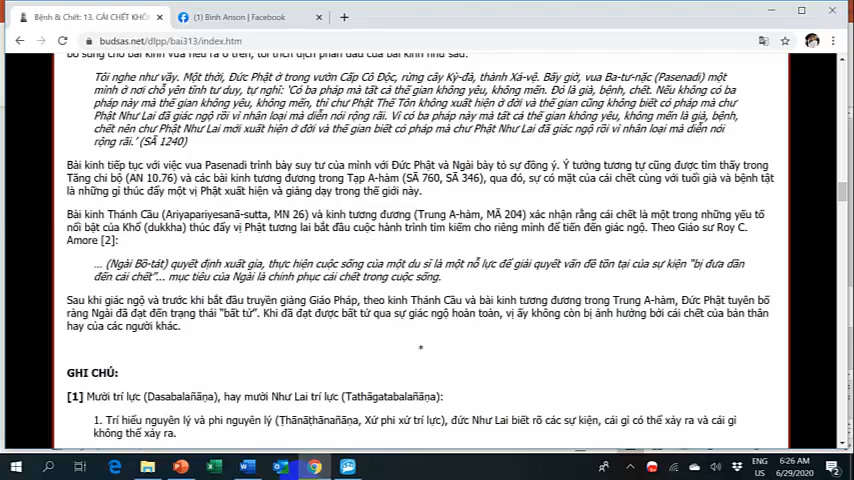 Bệnh & Chết: 13. CÁI CHẾT KHÔ
(1) Binh Anson | Facebook
budsas.net/dlpp/bai313/index.htm
bổ sung cho bài kinh vừa nêu ra ở trên, tôi trích dịch phần đầu của bài kinh như sau:
Tôi nghe như vầy. Một thời, Đức Phật ở trong vườn Cấp Cô Độc, rừng cây Kỳ-đà, thành Xá-vệ. Bấy giờ, vua Ba-tư-nặc (Pasenadi) một
mình ở nơi chỗ yên tĩnh tư duy, tự nghĩ: 'Có ba pháp mà tất cả thế gian không yêu, không mến. Đó là già, bệnh, chết. Nếu không có ba
pháp này mà thế gian không yêu, không mến, thì chư Phật Thế Tôn không xuất hiện ở đời và thế gian cũng không biết có pháp mà chư
Phật Như Lai đã giác ngộ rồi vì nhân loại mà diễn nói rộng rãi. Vì có ba pháp này mà tất cả thế gian không yêu, không mến là già, bệnh,
chết nên chư Phật Như Lai mới xuất hiện ở đời và thế gian biết có pháp mà chư Phật Như Lai đã giác ngộ rồi vì nhân loại mà diễn nói
rộng rãi.' (SĀ 1240)
Bài kinh tiếp tục với việc vua Pasenadi trình bày suy tư của mình với Đức Phật và Ngài bày tỏ sự đồng ý. Ý tưởng tương tự cũng được tìm thấy trong
Tăng chi bộ (AN 10.76) và các bài kinh tương đương trong Tạp A-hàm (SĀ 760, SĀ 346), qua đó, sự có mặt của cái chết cùng với tuổi già và bệnh tật
là những gì thúc đẩy một vị Phật xuất hiện và giảng dạy trong thế giới này.
Bài kinh Thánh Cầu (Ariyapariyesanā-sutta, MN 26) và kinh tương đương (Trung A-hàm, MĀ 204) xác nhận rằng cái chết là một trong những yếu tố
nổi bật của Khổ (dukkha) thúc đẩy vị Phật tương lai bắt đầu cuộc hành trình tìm kiếm cho riêng mình để tiến đến giác ngộ. Theo Giáo sư Roy C.
Amore [2]:
... (Ngài Bồ-tát) quyết định xuất gia, thực hiện cuộc sống của một du sĩ là một nỗ lực để giải quyết vấn đề tồn tại của sự kiện "bị đưa dần
đến cái chết"... mục tiêu của Ngài là chinh phục cái chết trong cuộc sống.
Sau khi giác ngộ và trước khi bắt đầu truyền giảng Giáo Pháp, theo kinh Thánh Cầu và bài kinh tương đương trong Trung A-hàm, Đức Phật tuyên bố
rằng Ngài đã đạt đến trạng thái "bất tử". Khi đã đạt được bất tử qua sự giác ngộ hoàn toàn, vị ấy không còn bị ảnh hưởng bởi cái chết của bản thân
hay của các người khác.
*
GHI CHÚ:
[1] Mười trí lực (Dasabalañāṇa), hay mười Như Lai trí lực (Tathāgatabalañāṇa):
1. Trí hiểu nguyên lý và phi nguyên lý (Ṭhānāṭhānañāṇa, Xứ phi xứ trí lực), đức Như Lai biết rõ các sự kiện, cái gì có thể xảy ra và cái gì
không thể xảy ra.
ENG
US
6:26 AM
6/29/2020
2